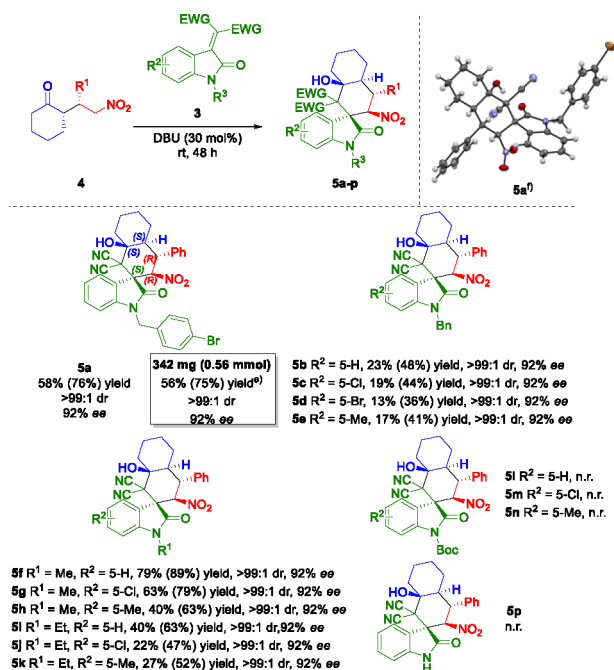 EWG EWG
R²
O
N
R³
3
O R¹
NO₂
4
DBU (30 mol%)
rt, 48 h
HO H
EWG R¹
EWG
NO₂
R² O
N
R³
5a-p
5a f)
HO (S) H
(S) Ph
NC (R)
NC (S) (R) NO₂
O
N
Br
5a
58% (76%) yield
>99:1 dr
92% ee
342 mg (0.56 mmol)
56% (75%) yield e)
>99:1 dr
92% ee
HO H
Ph
NC
NC
NO₂
R² O
N
Bn
5b R² = 5-H, 23% (48%) yield, >99:1 dr, 92% ee
5c R² = 5-Cl, 19% (44%) yield, >99:1 dr, 92% ee
5d R² = 5-Br, 13% (36%) yield, >99:1 dr, 92% ee
5e R² = 5-Me, 17% (41%) yield, >99:1 dr, 92% ee
HO H
Ph
NC
NC
NO₂
R² O
N
R¹
5f R¹ = Me, R² = 5-H, 79% (89%) yield, >99:1 dr, 92% ee
5g R¹ = Me, R² = 5-Cl, 63% (79%) yield, >99:1 dr, 92% ee
5h R¹ = Me, R² = 5-Me, 40% (63%) yield, >99:1 dr, 92% ee
5i R¹ = Et, R² = 5-H, 40% (63%) yield, >99:1 dr,92% ee
5j R¹ = Et, R² = 5-Cl, 22% (47%) yield, >99:1 dr, 92% ee
5k R¹ = Et, R² = 5-Me, 27% (52%) yield, >99:1 dr, 92% ee
HO H
Ph
NC
NC
NO₂
R² O
N
Boc
5l R² = 5-H, n.r.
5m R² = 5-Cl, n.r.
5n R² = 5-Me, n.r.
HO H
Ph
NC
NC
NO₂
O
N
H
5p
n.r.